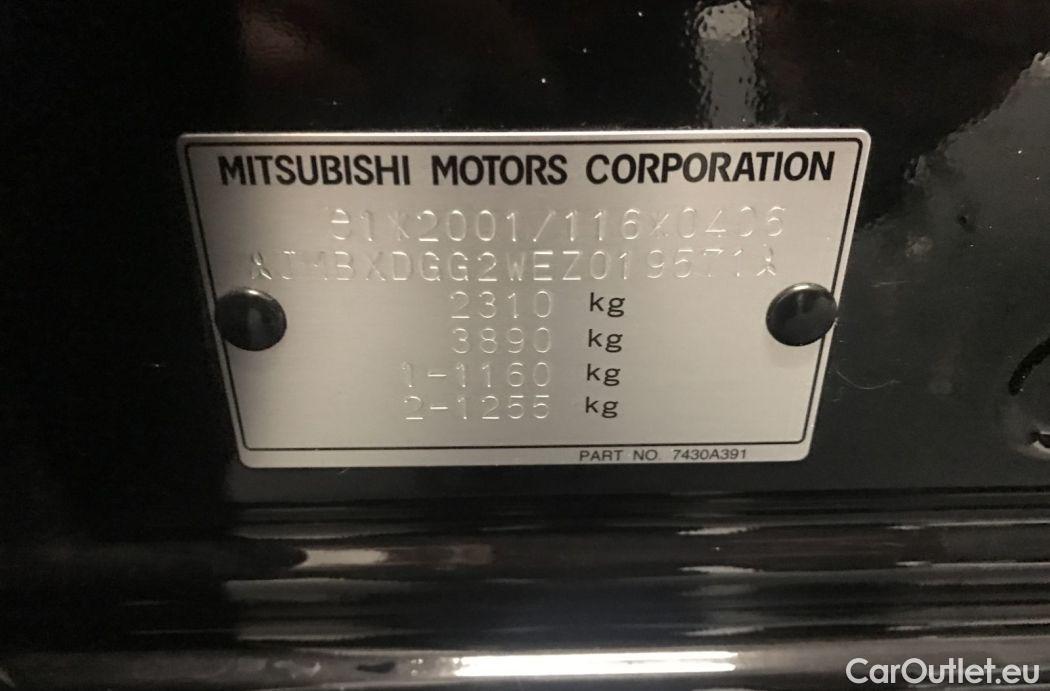 MITSUBISHI MOTORS CORPORATION
e1*2001/116*0406
*JMBXDGG2WEZ019571*
2310 kg
3890 kg
1-1160 kg
2-1255 kg
PART NO. 7430A391
CarOutlet.eu